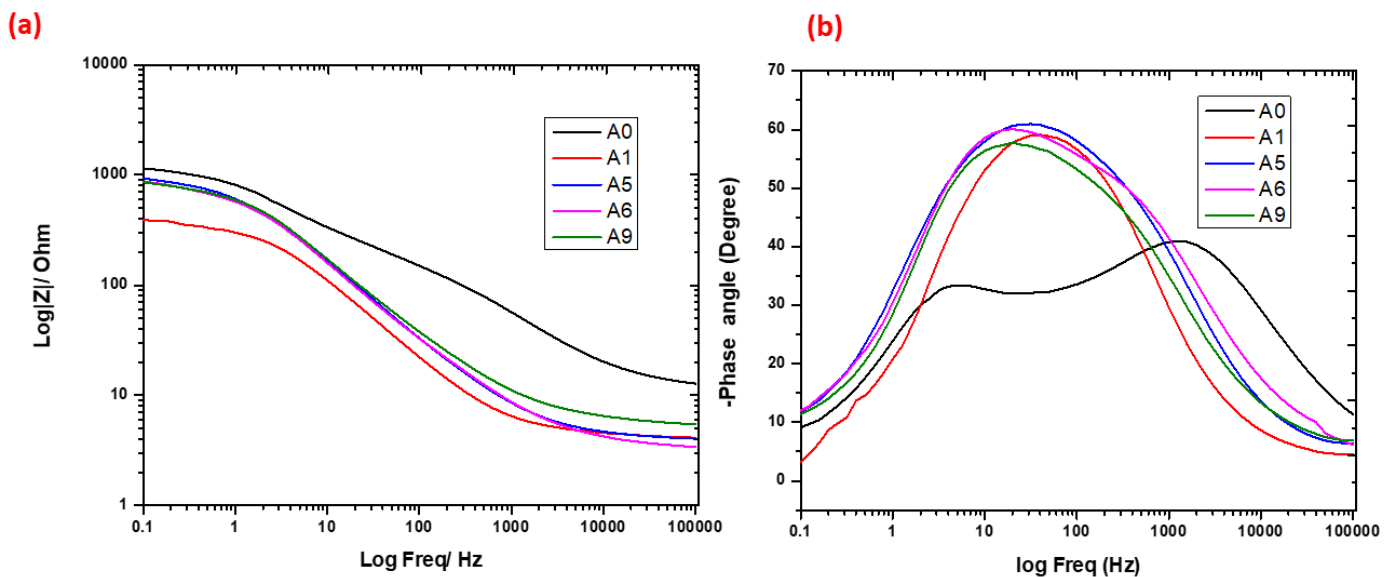 (a)
Log|Z|/ Ohm
10000
1000
100
10
1
0.1 1 10 100 1000 10000 100000
Log Freq/ Hz
A0
A1
A5
A6
A9
(b)
-Phase angle (Degree)
70
60
50
40
30
20
10
0
0.1 1 10 100 1000 10000 100000
log Freq (Hz)
A0
A1
A5
A6
A9